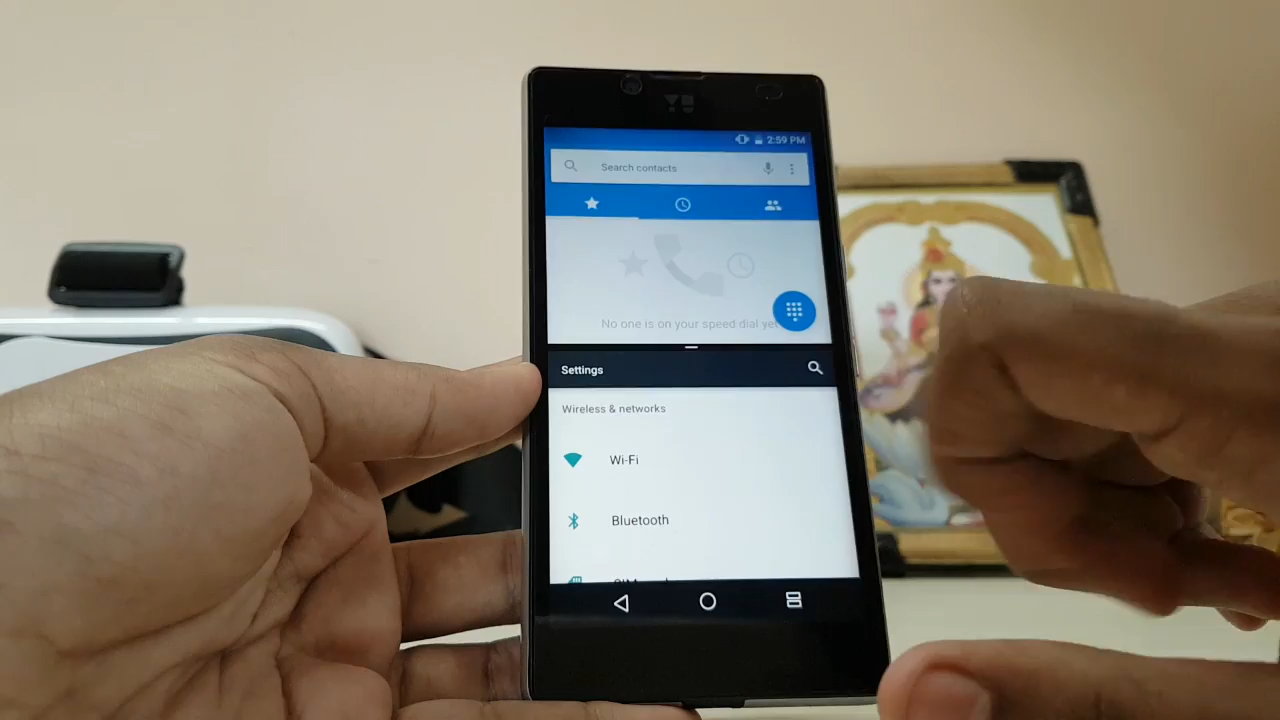 YU
2:59 PM
Search contacts
No one is on your speed dial yet
Settings
Wireless & networks
Wi-Fi
Bluetooth